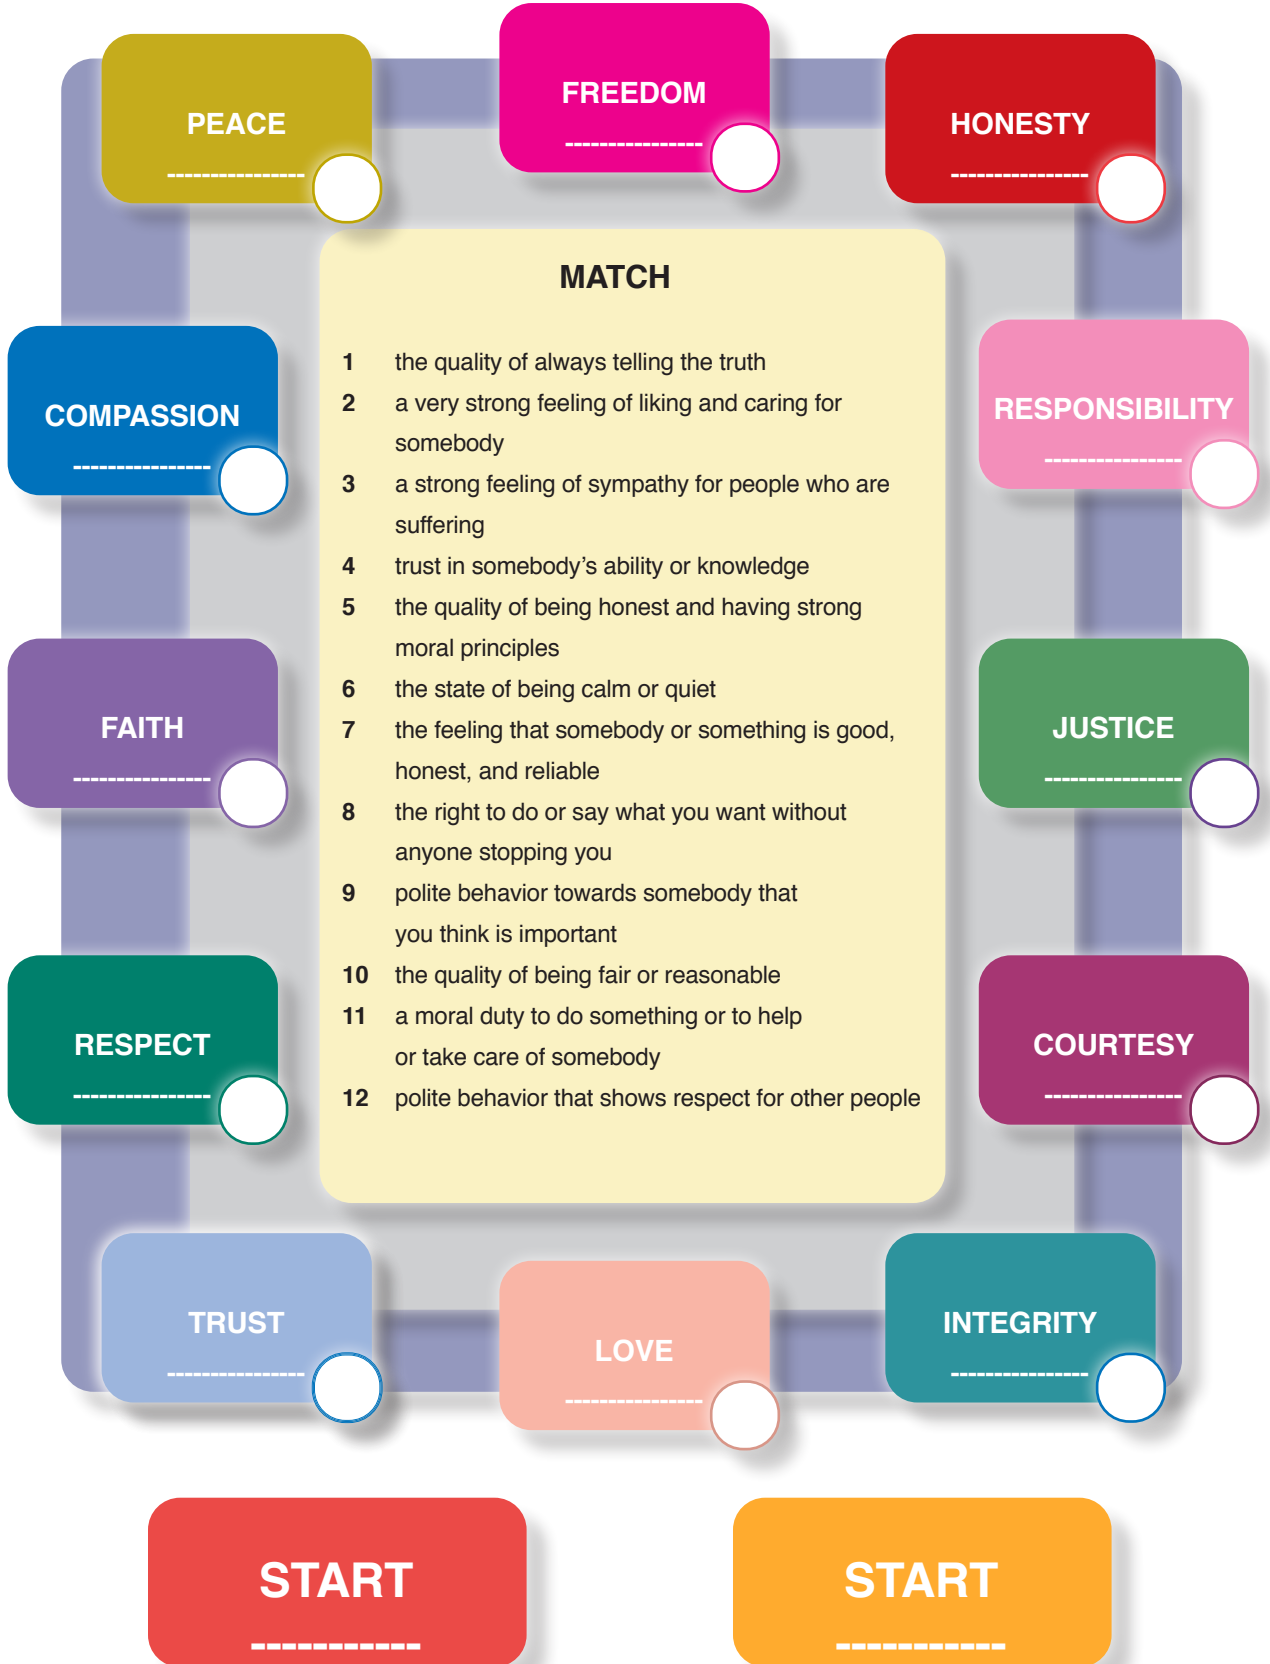 PEACE
---------------
FREEDOM
---------------
HONESTY
---------------
COMPASSION
---------------
RESPONSIBILITY
---------------
MATCH
1 the quality of always telling the truth
2 a very strong feeling of liking and caring for
somebody
3 a strong feeling of sympathy for people who are
suffering
4 trust in somebody’s ability or knowledge
5 the quality of being honest and having strong
moral principles
6 the state of being calm or quiet
7 the feeling that somebody or something is good,
honest, and reliable
8 the right to do or say what you want without
anyone stopping you
9 polite behavior towards somebody that
you think is important
10 the quality of being fair or reasonable
11 a moral duty to do something or to help
or take care of somebody
12 polite behavior that shows respect for other people
FAITH
---------------
JUSTICE
---------------
RESPECT
---------------
COURTESY
---------------
TRUST
---------------
LOVE
---------------
INTEGRITY
---------------
START
-----------
START
-----------